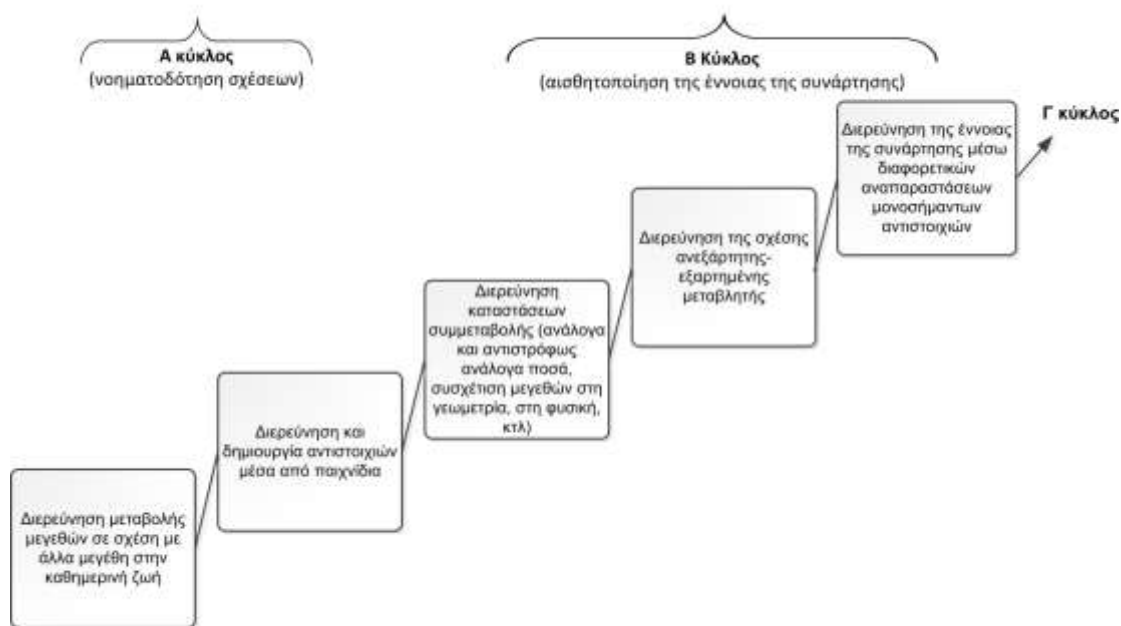 Α κύκλος
(νοηματοδότηση σχέσεων)
Β Κύκλος
(αισθητοποίηση της έννοιας της συνάρτησης)
Γ κύκλος
Διερεύνηση της έννοιας
της συνάρτησης μέσω
διαφορετικών
αναπαραστάσεων
μονοσήμαντων
αντιστοιχιών
Διερεύνηση της σχέσης
ανεξάρτητης-
εξαρτημένης
μεταβλητής
Διερεύνηση
καταστάσεων
συμμεταβολής (ανάλογα
και αντιστρόφως
ανάλογα ποσά,
συσχέτιση μεγεθών στη
γεωμετρία, στη φυσική,
κτλ)
Διερεύνηση και
δημιουργία αντιστοιχιών
μέσα από παιχνίδια
Διερεύνηση μεταβολής
μεγεθών σε σχέση με
άλλα μεγέθη στην
καθημερινή ζωή